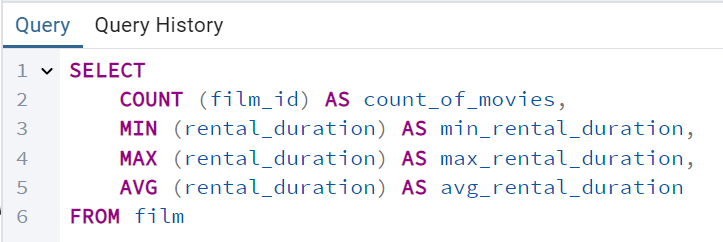 Query Query History
1 SELECT
2 COUNT (film_id) AS count_of_movies,
3 MIN (rental_duration) AS min_rental_duration,
4 MAX (rental_duration) AS max_rental_duration,
5 AVG (rental_duration) AS avg_rental_duration
6 FROM film